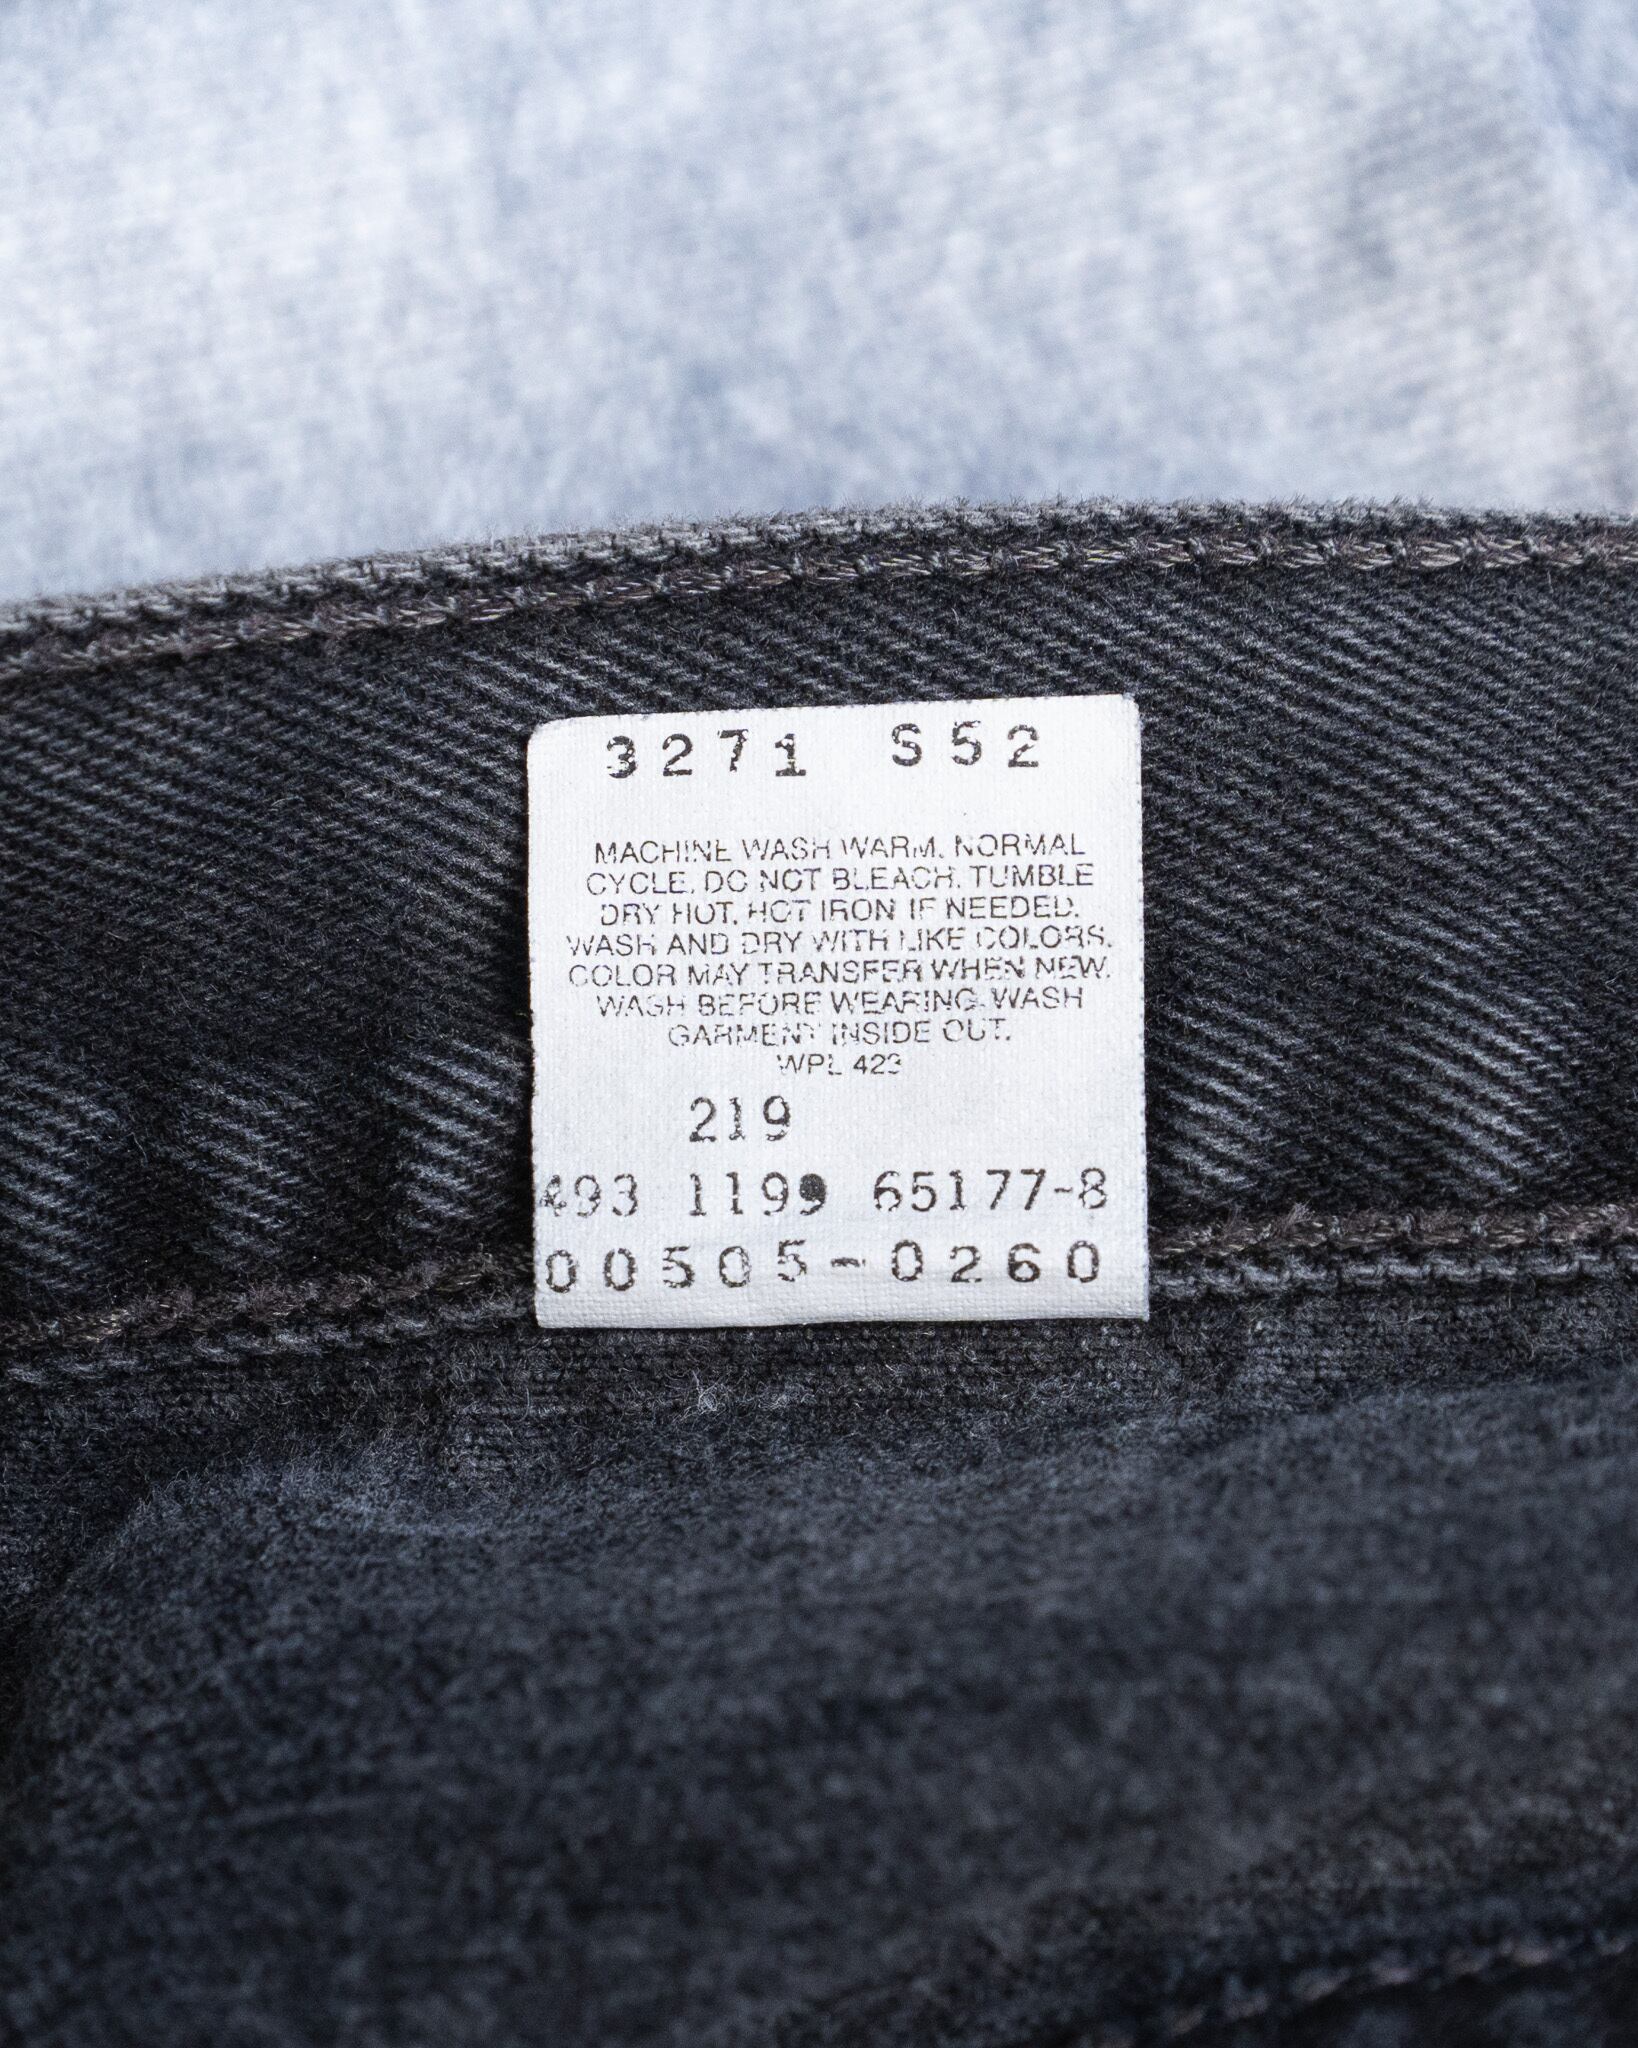 3271 S52
MACHINE WASH WARM. NORMAL
CYCLE. DO NOT BLEACH. TUMBLE
DRY HOT. HOT IRON IF NEEDED.
WASH AND DRY WITH LIKE COLORS.
COLOR MAY TRANSFER WHEN NEW.
WASH BEFORE WEARING. WASH
GARMENT INSIDE OUT.
WPL 423
219
493 1199 65177-8
00505-0260